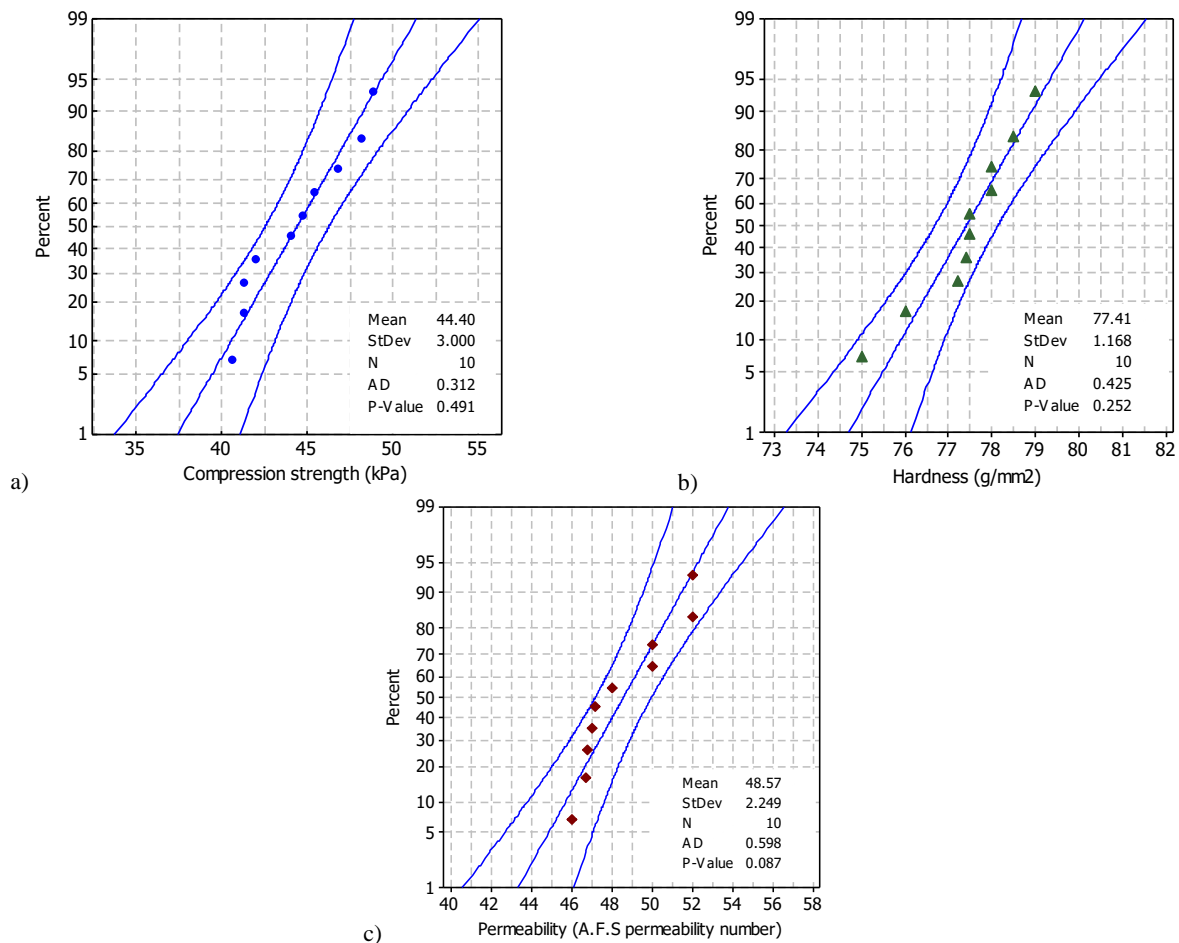 99
95
90
80
70
60
50
40
30
20
10
5
1
Percent
Mean 44.40
StDev 3.000
N 10
AD 0.312
P-Value 0.491
35 40 45 50 55
Compression strength (kPa)
a)
99
95
90
80
70
60
50
40
30
20
10
5
1
Percent
Mean 77.41
StDev 1.168
N 10
AD 0.425
P-Value 0.252
73 74 75 76 77 78 79 80 81 82
Hardness (g/mm2)
b)
99
95
90
80
70
60
50
40
30
20
10
5
1
Percent
Mean 48.57
StDev 2.249
N 10
AD 0.598
P-Value 0.087
40 42 44 46 48 50 52 54 56 58
Permeability (A.F.S permeability number)
c)